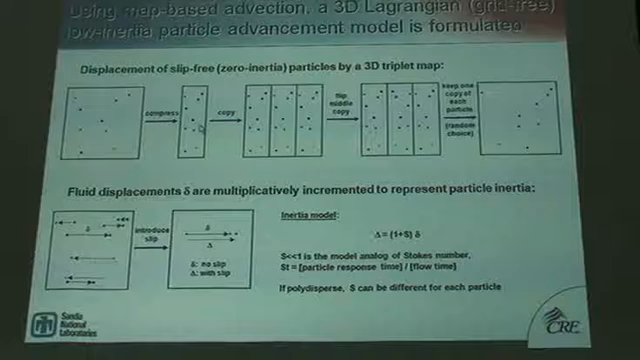 Using map-based advection, a 3D Lagrangian (grid-free)
low-inertia particle advancement model is formulated
Displacement of slip-free (zero-inertia) particles by a 3D triplet map:
compress
copy
flip
middle
copy
keep one
copy of
each
particle
(random
choice)
Fluid displacements δ are multiplicatively incremented to represent particle inertia:
δ
introduce
slip
δ
Δ
δ: no slip
Δ: with slip
Inertia model:
Δ = (1+S) δ
S<<1 is the model analog of Stokes number,
St = [particle response time] / [flow time]
If polydisperse, S can be different for each particle
Sandia
National
Laboratories
CRF